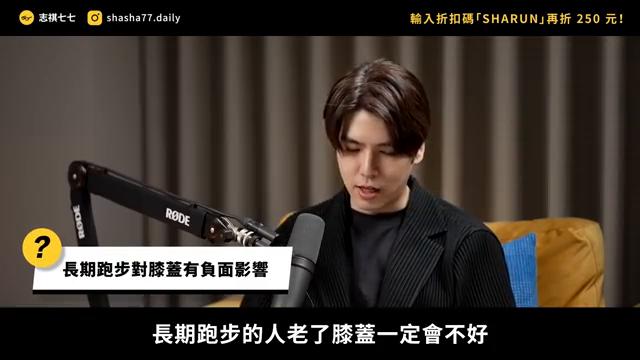 志祺七七
shasha77.daily
輸入折扣碼「SHARUN」再折 250 元！
RØDE
RØDE
?
長期跑步對膝蓋有負面影響
長期跑步的人老了膝蓋一定會不好